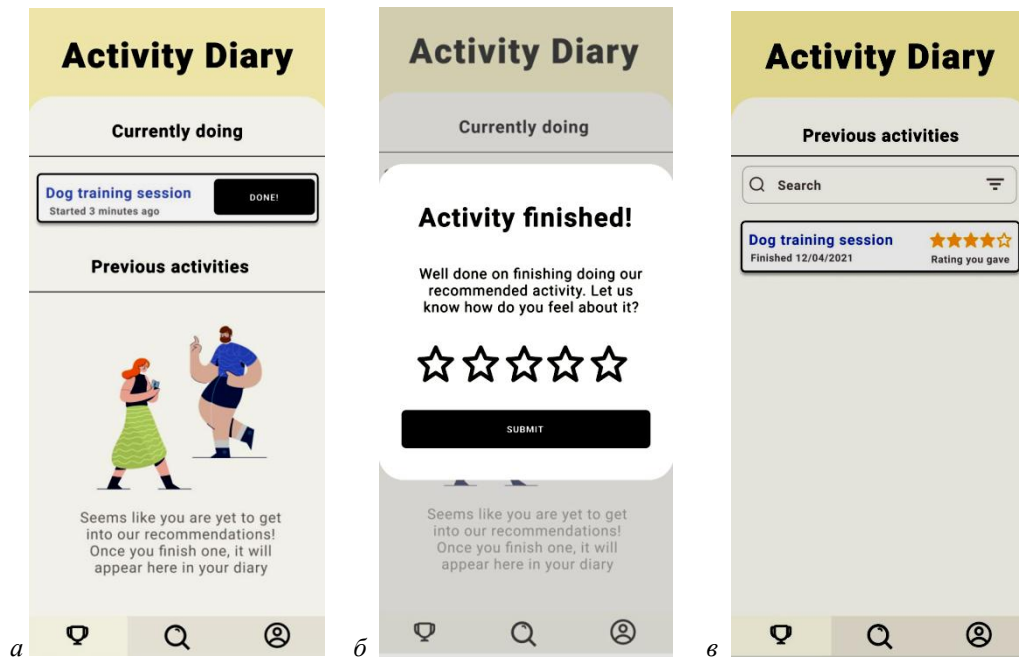 Activity Diary
Currently doing
Dog training session
Started 3 minutes ago
DONE!
Previous activities
Seems like you are yet to get
into our recommendations!
Once you finish one, it will
appear here in your diary
а
Activity Diary
Currently doing
Activity finished!
Well done on finishing doing our
recommended activity. Let us
know how do you feel about it?
SUBMIT
Seems like you are yet to get
into our recommendations!
Once you finish one, it will
appear here in your diary
б
Activity Diary
Previous activities
Search
Dog training session
Finished 12/04/2021
Rating you gave
в